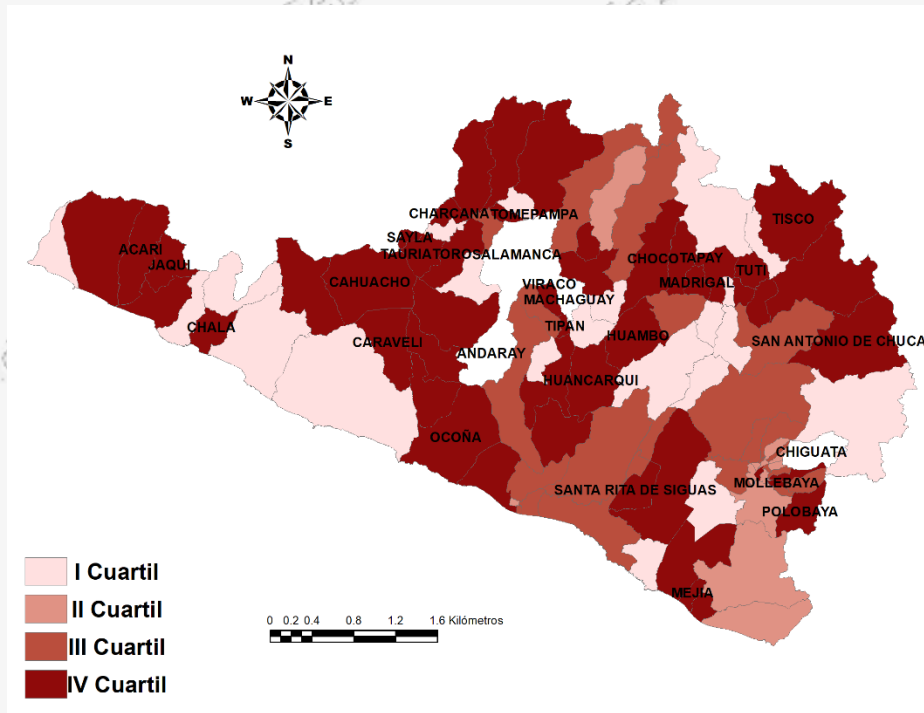 N
W E
S
CHARCANA TOMEPAMPA
TISCO
SAYLA
ACARI
TAURIA TORO SALAMANCA
CHOCO TAPAY
JAQUI
TUTI
CAHUACHO
VIRACO
MADRIGAL
MACHAGUAY
CHALA
TIPAN
HUAMBO
CARAVELI
SAN ANTONIO DE CHUCA
ANDARAY
HUANCARQUI
OCOÑA
CHIGUATA
MOLLEBAYA
SANTA RITA DE SIGUAS
POLOBAYA
MEJIA
I Cuartil
II Cuartil
III Cuartil
IV Cuartil
0 0.2 0.4 0.8 1.2 1.6 Kilómetros